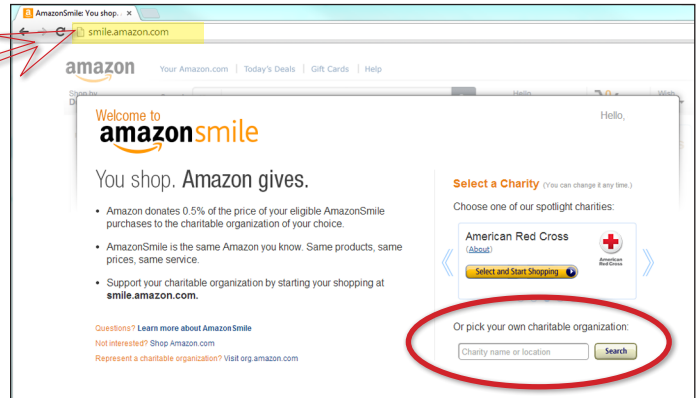 AmazonSmile: You shop.
smile.amazon.com
amazon
Your Amazon.com | Today's Deals | Gift Cards | Help
Shop by
Hello
Wish
Welcome to
amazonsmile
Hello,
You shop. Amazon gives.
• Amazon donates 0.5% of the price of your eligible AmazonSmile
purchases to the charitable organization of your choice.
• AmazonSmile is the same Amazon you know. Same products, same
prices, same service.
• Support your charitable organization by starting your shopping at
smile.amazon.com.
Questions? Learn more about AmazonSmile
Not interested? Shop Amazon.com
Represent a charitable organization? Visit org.amazon.com
Select a Charity (You can change it any time.)
Choose one of our spotlight charities:
American Red Cross
(About)
American
Red Cross
Select and Start Shopping
Or pick your own charitable organization:
Charity name or location
Search